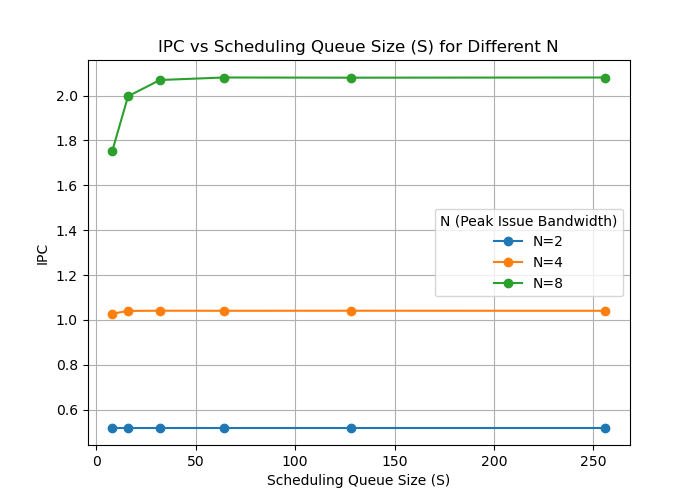 IPC vs Scheduling Queue Size (S) for Different N
2.0
1.8
1.6
1.4
1.2
1.0
0.8
0.6
IPC
N (Peak Issue Bandwidth)
N=2
N=4
N=8
0 50 100 150 200 250
Scheduling Queue Size (S)